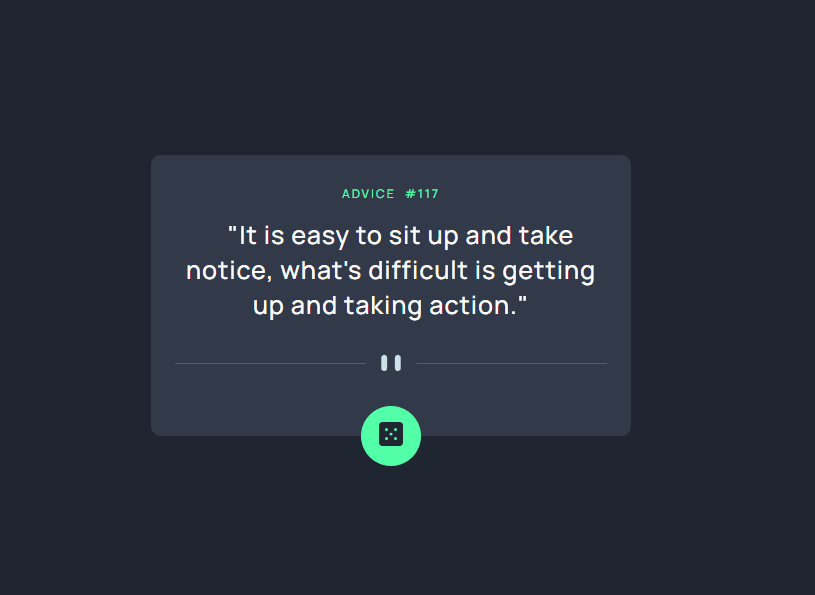 ADVICE #117
"It is easy to sit up and take
notice, what's difficult is getting
up and taking action."